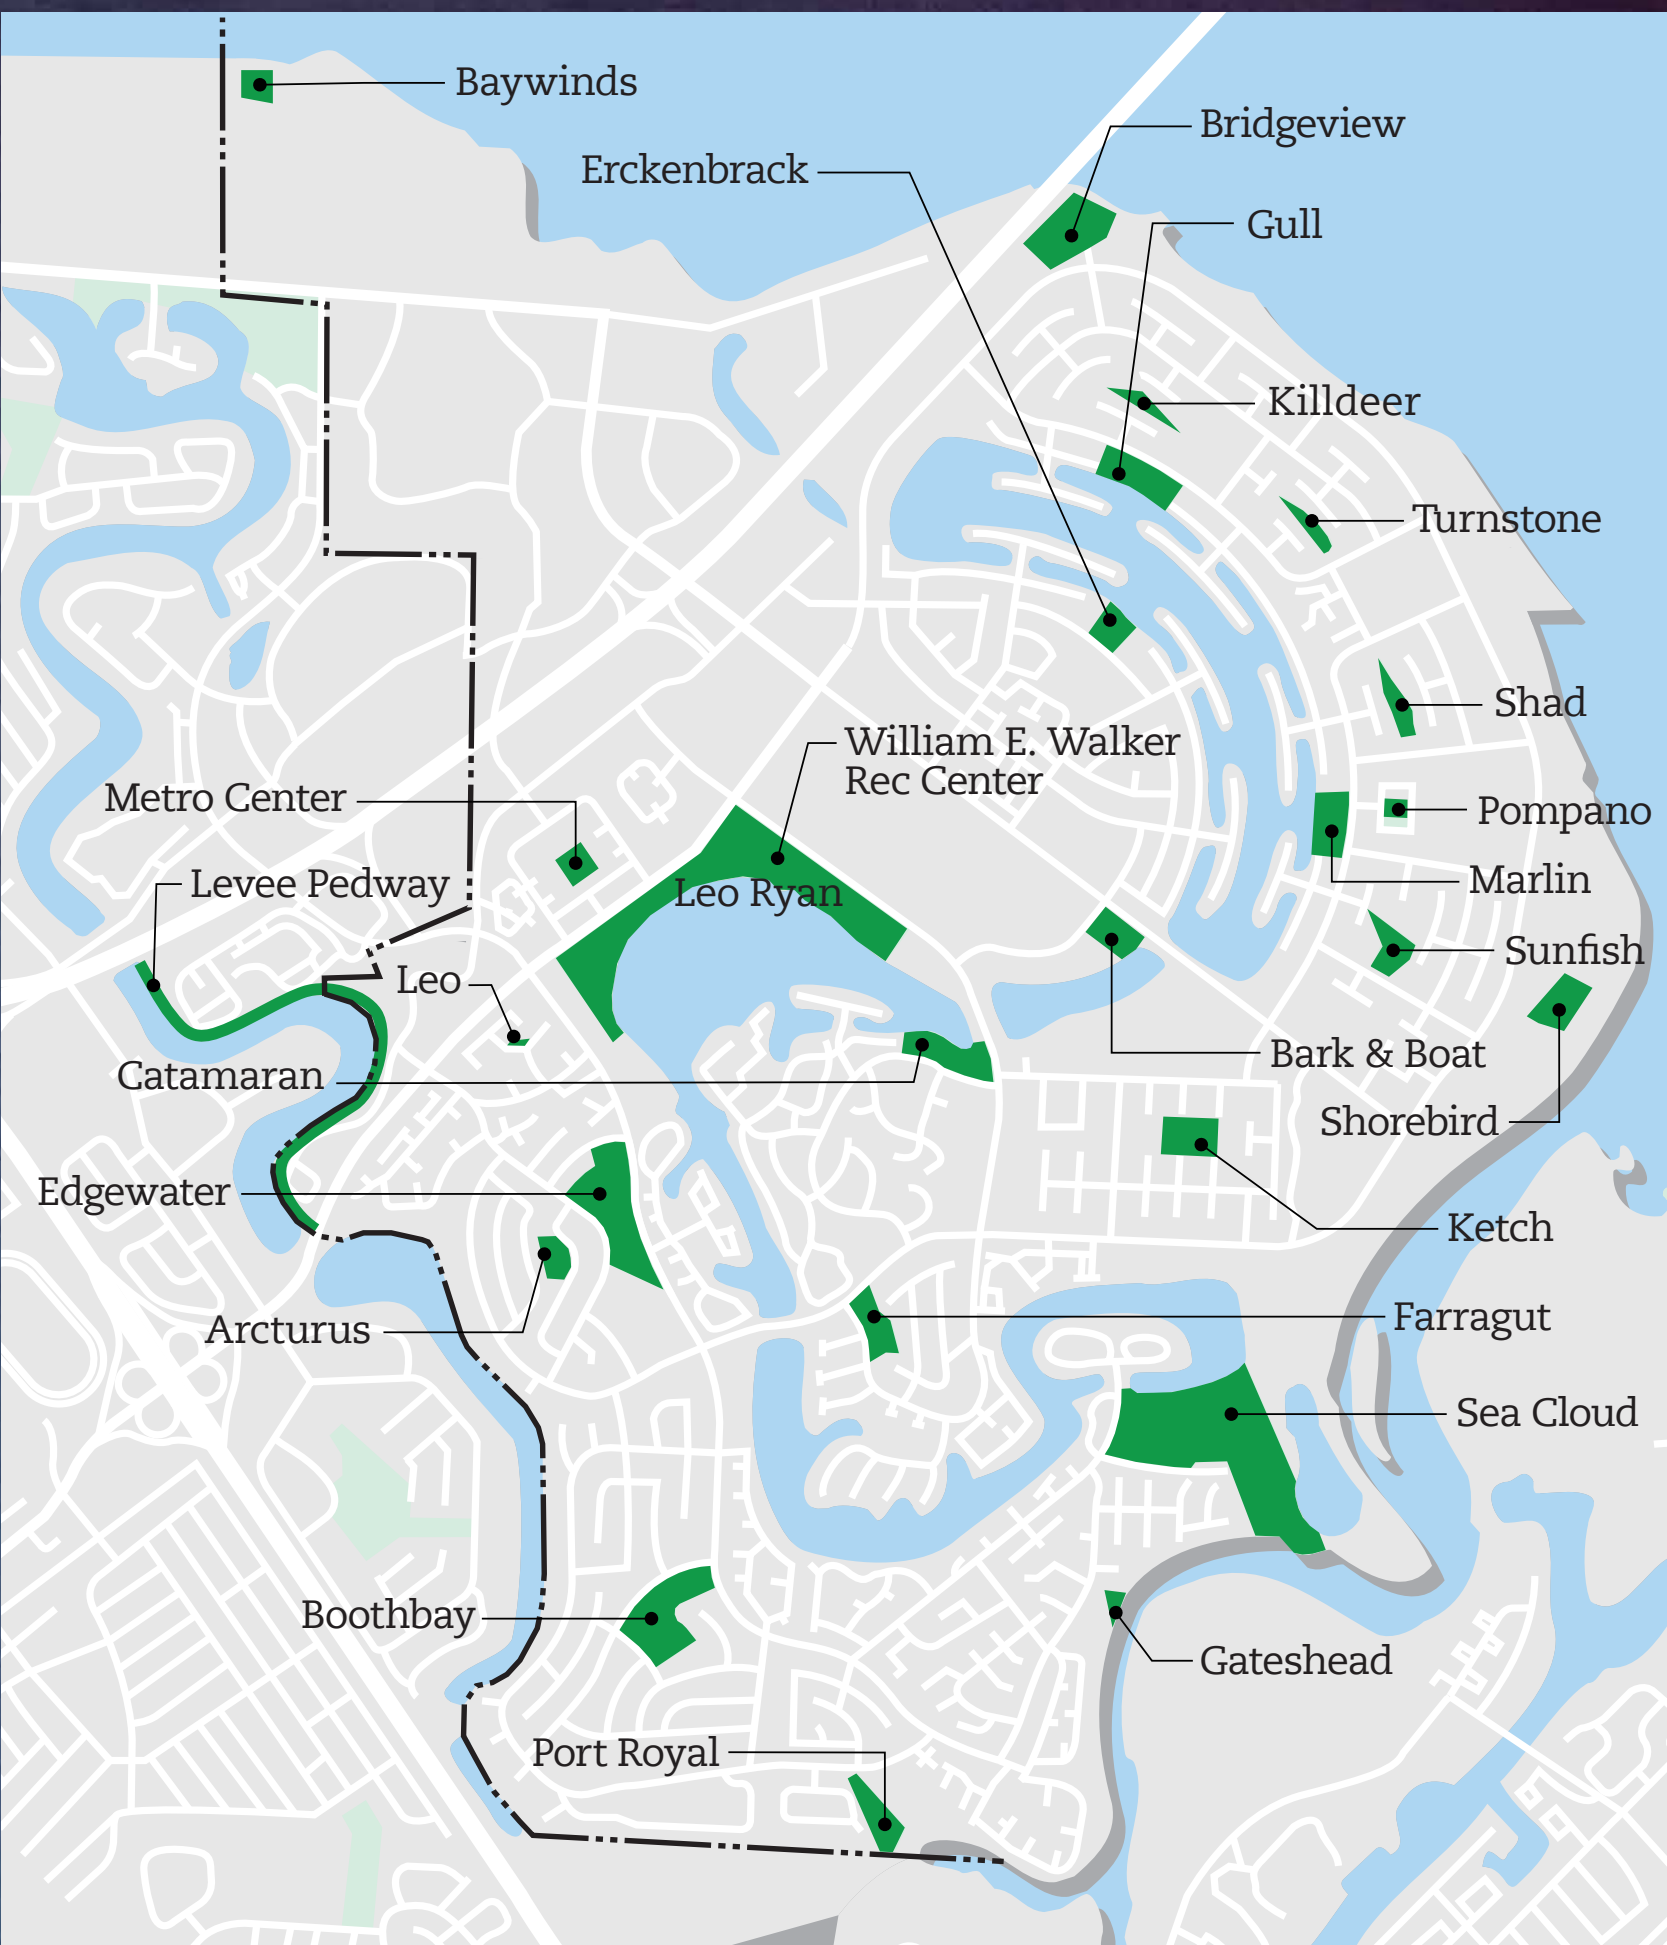 Baywinds
Bridgeview
Erckenbrack
Gull
Killdeer
Turnstone
Shad
William E. Walker
Rec Center
Metro Center
Pompano
Levee Pedway
Leo Ryan
Marlin
Sunfish
Leo
Bark & Boat
Catamaran
Shorebird
Edgewater
Ketch
Farragut
Arcturus
Sea Cloud
Boothbay
Gateshead
Port Royal